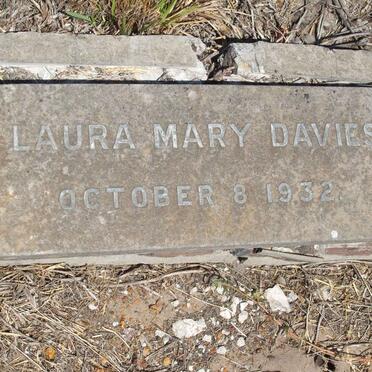 LAURA MARY DAVIES
OCTOBER 8 1932.